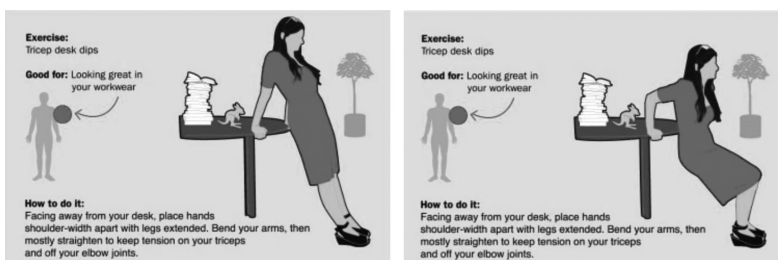 Exercise:
Tricep desk dips
Good for: Looking great in
your workwear
How to do it:
Facing away from your desk, place hands
shoulder-width apart with legs extended. Bend your arms, then
mostly straighten to keep tension on your triceps
and off your elbow joints.
Exercise:
Tricep desk dips
Good for: Looking great in
your workwear
How to do it:
Facing away from your desk, place hands
shoulder-width apart with legs extended. Bend your arms, then
mostly straighten to keep tension on your triceps
and off your elbow joints.